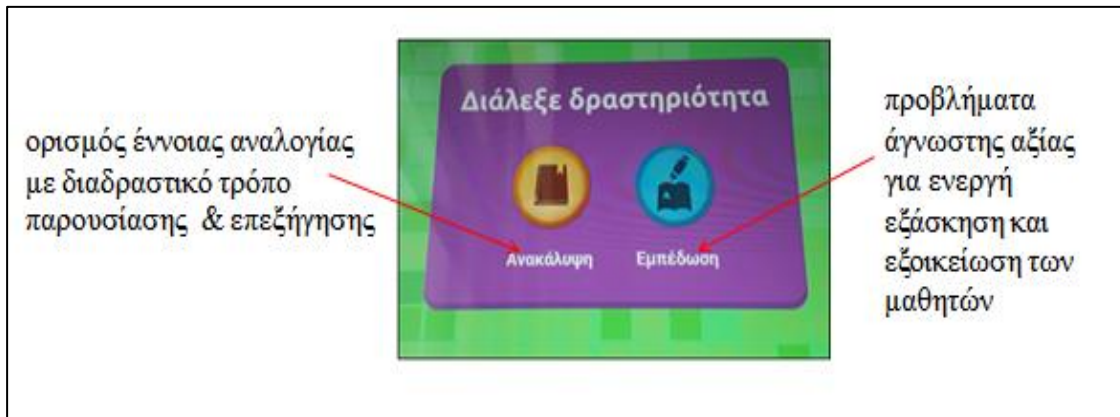 ορισμός έννοιας αναλογίας
με διαδραστικό τρόπο
παρουσίασης & επεξήγησης
Διάλεξε δραστηριότητα
Ανακάλυψη
Εμπέδωση
προβλήματα
άγνωστης αξίας
για ενεργή
εξάσκηση και
εξοικείωση των
μαθητών